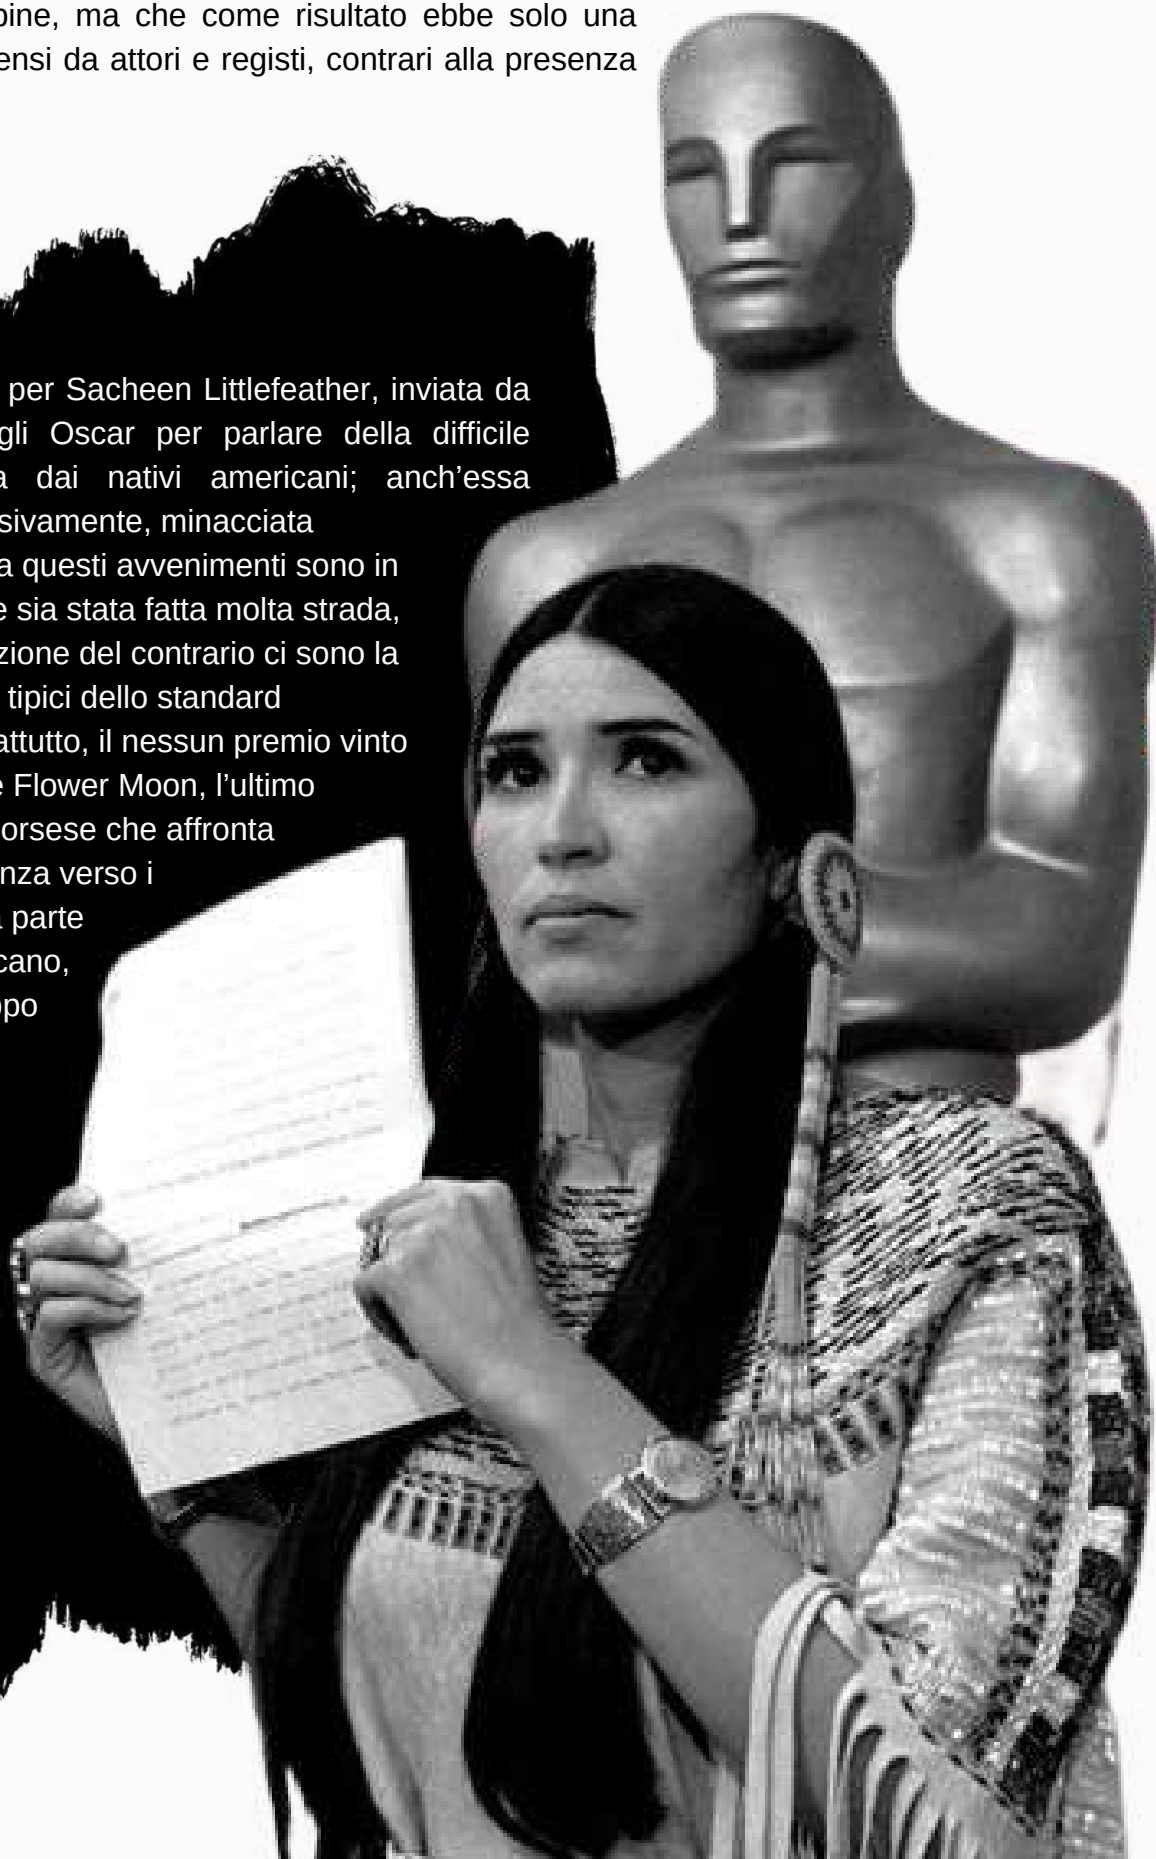 bine, ma che come risultato ebbe solo una
ensi da attori e registi, contrari alla presenza
per Sacheen Littlefeather, inviata da
gli Oscar per parlare della difficile
a dai nativi americani; anch’essa
sivamente, minacciata
a questi avvenimenti sono in
e sia stata fatta molta strada,
zione del contrario ci sono la
tipici dello standard
attutto, il nessun premio vinto
e Flower Moon, l’ultimo
orsese che affronta
nza verso i
a parte
cano,
ppo